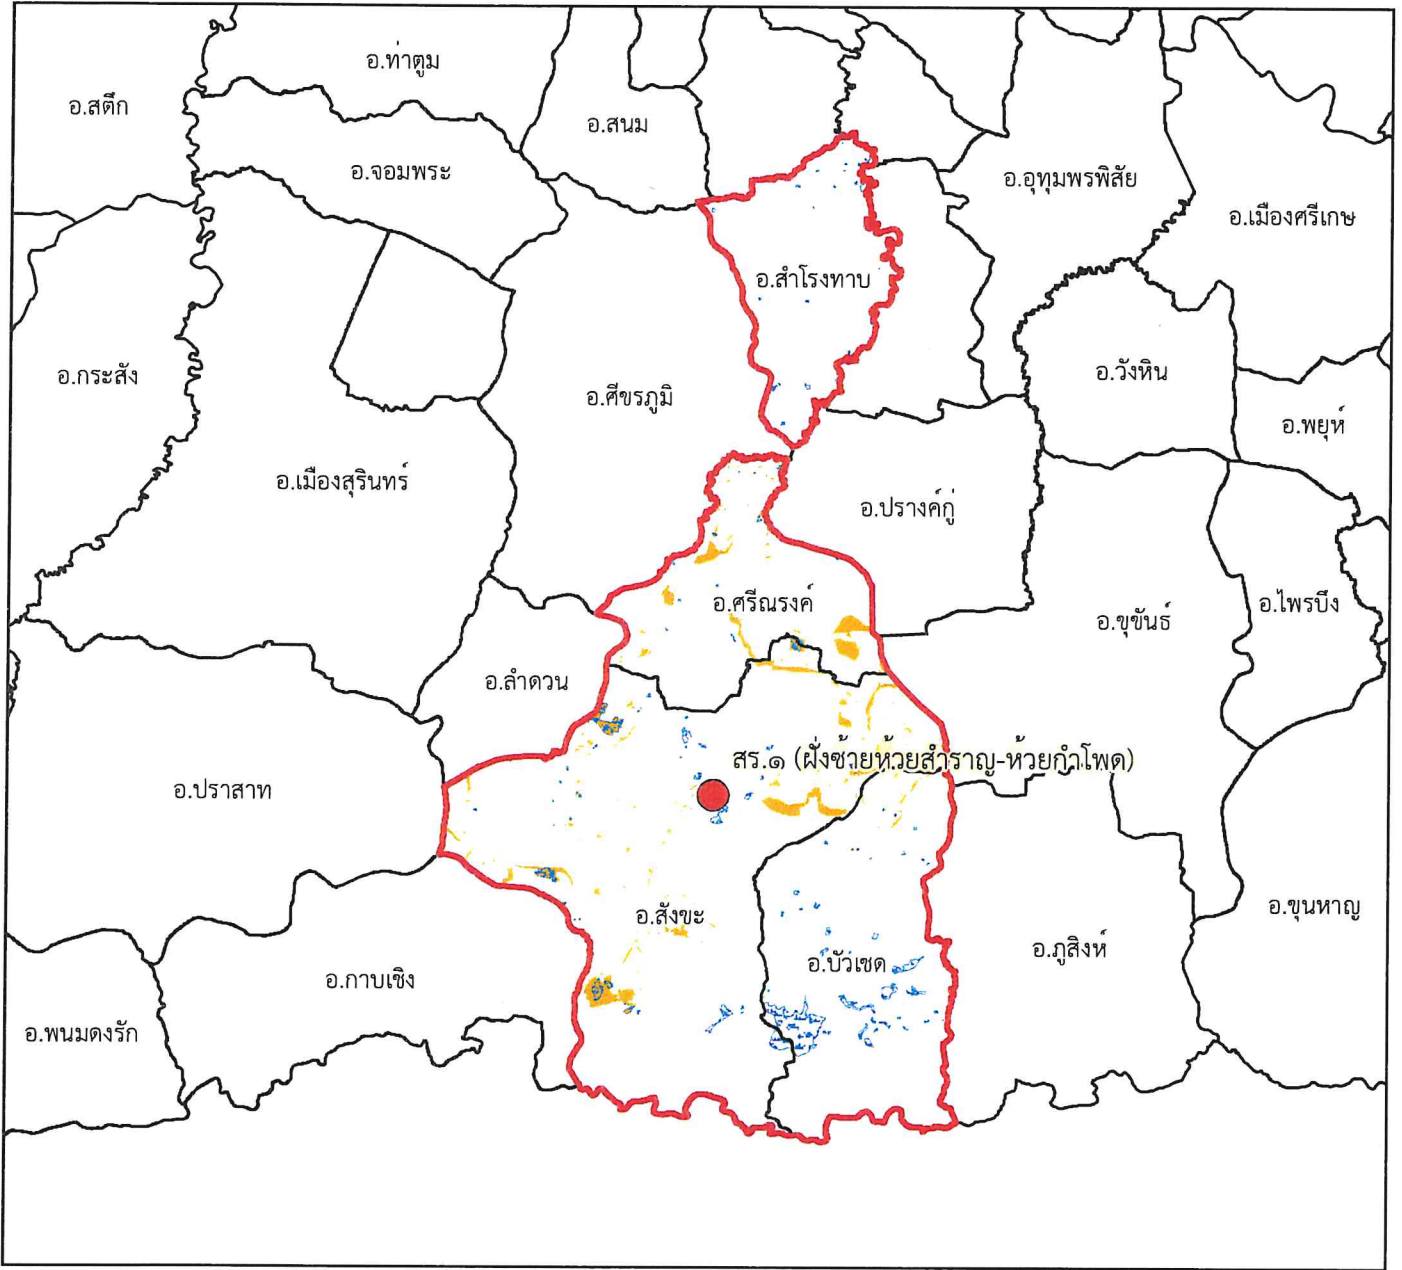 อ.ท่าตูม
อ.สตึก
อ.สนม
อ.จอมพระ
อ.อุทุมพรพิสัย
อ.เมืองศรีเกษ
อ.สำโรงทาบ
อ.กระสัง
อ.วังหิน
อ.ศีขรภูมิ
อ.พยุห์
อ.เมืองสุรินทร์
อ.ปรางค์กู่
อ.ศรีณรงค์
อ.ไพรบึง
อ.ขุขันธ์
อ.ลำดวน
สร.๑ (ฝั่งซ้ายห้วยสำราญ-ห้วยกำโพด)
อ.ปราสาท
อ.สังขะ
อ.ขุนหาญ
อ.ภูสิงห์
อ.บัวเชด
อ.กาบเชิง
อ.พนมดงรัก